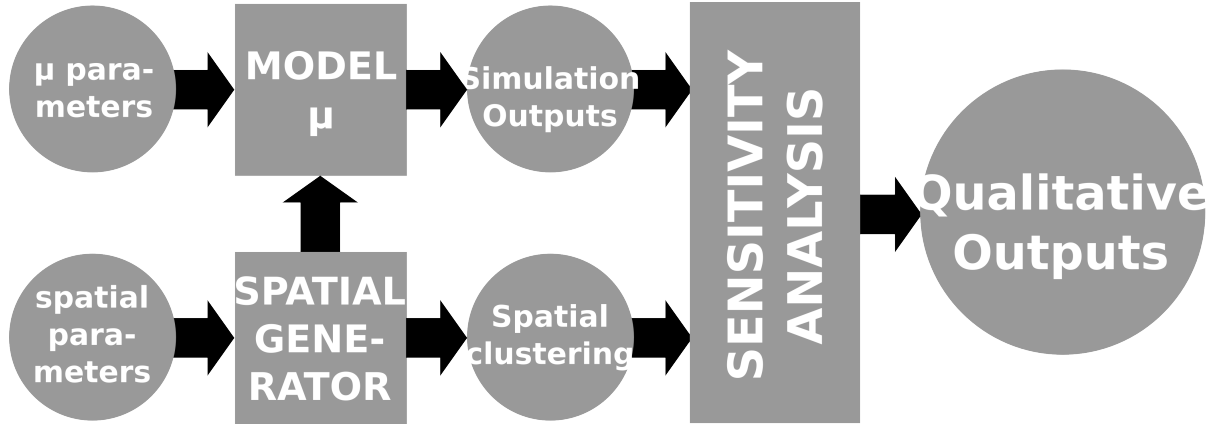 µ para-
meters
MODEL
µ
Simulation
Outputs
spatial
para-
meters
SPATIAL
GENE-
RATOR
Spatial
clustering
SENSITIVITY
ANALYSIS
Qualitative
Outputs